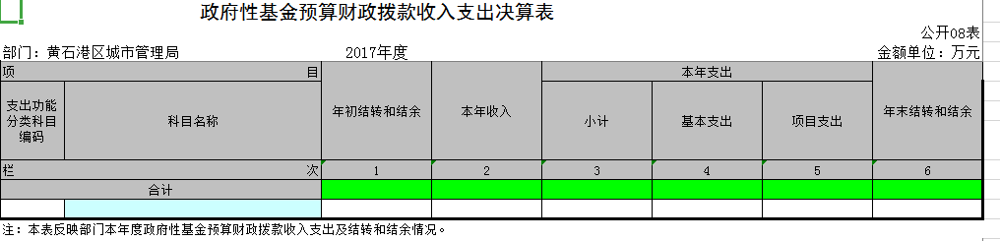 政府性基金预算财政拨款收入支出决算表
公开08表
部门：黄石港区城市管理局 2017年度 金额单位：万元
项 目 年初结转和结余 本年收入 本年支出 年末结转和结余
支出功能分类科目编码 科目名称 小计 基本支出 项目支出
栏 次 1 2 3 4 5 6
合计
注：本表反映部门本年度政府性基金预算财政拨款收入支出及结转和结余情况。